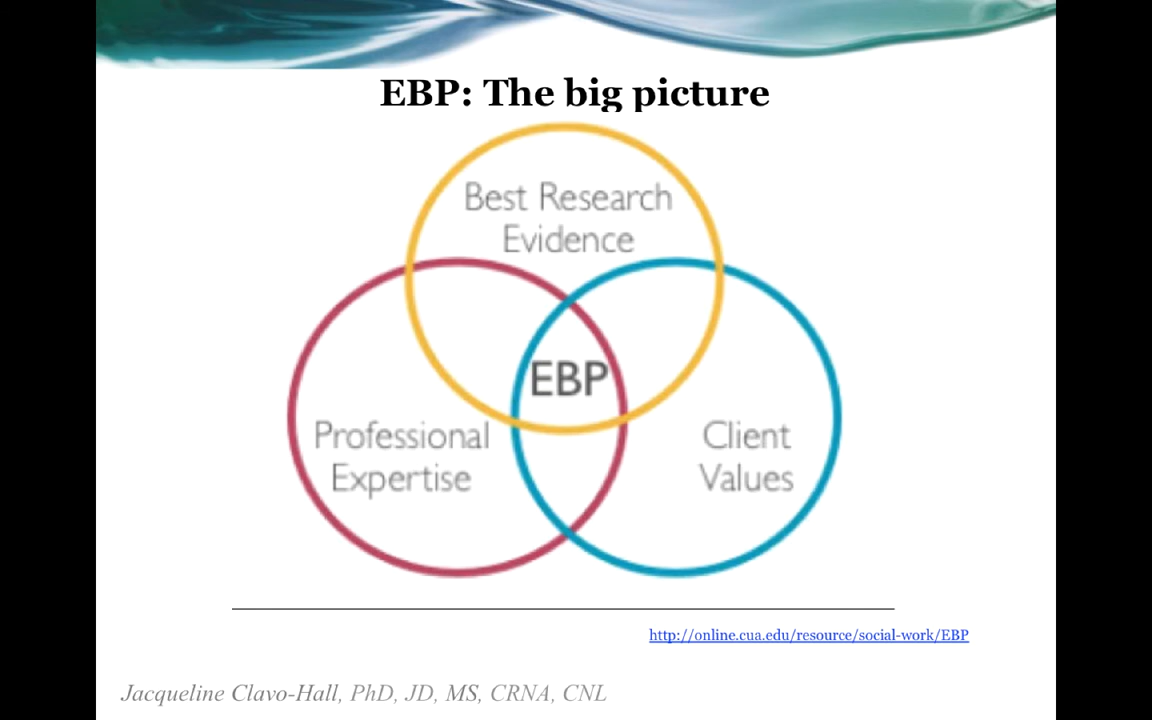 EBP: The big picture
Best Research
Evidence
EBP
Professional
Expertise
Client
Values
http://online.cua.edu/resource/social-work/EBP
Jacqueline Clavo-Hall, PhD, JD, MS, CRNA, CNL